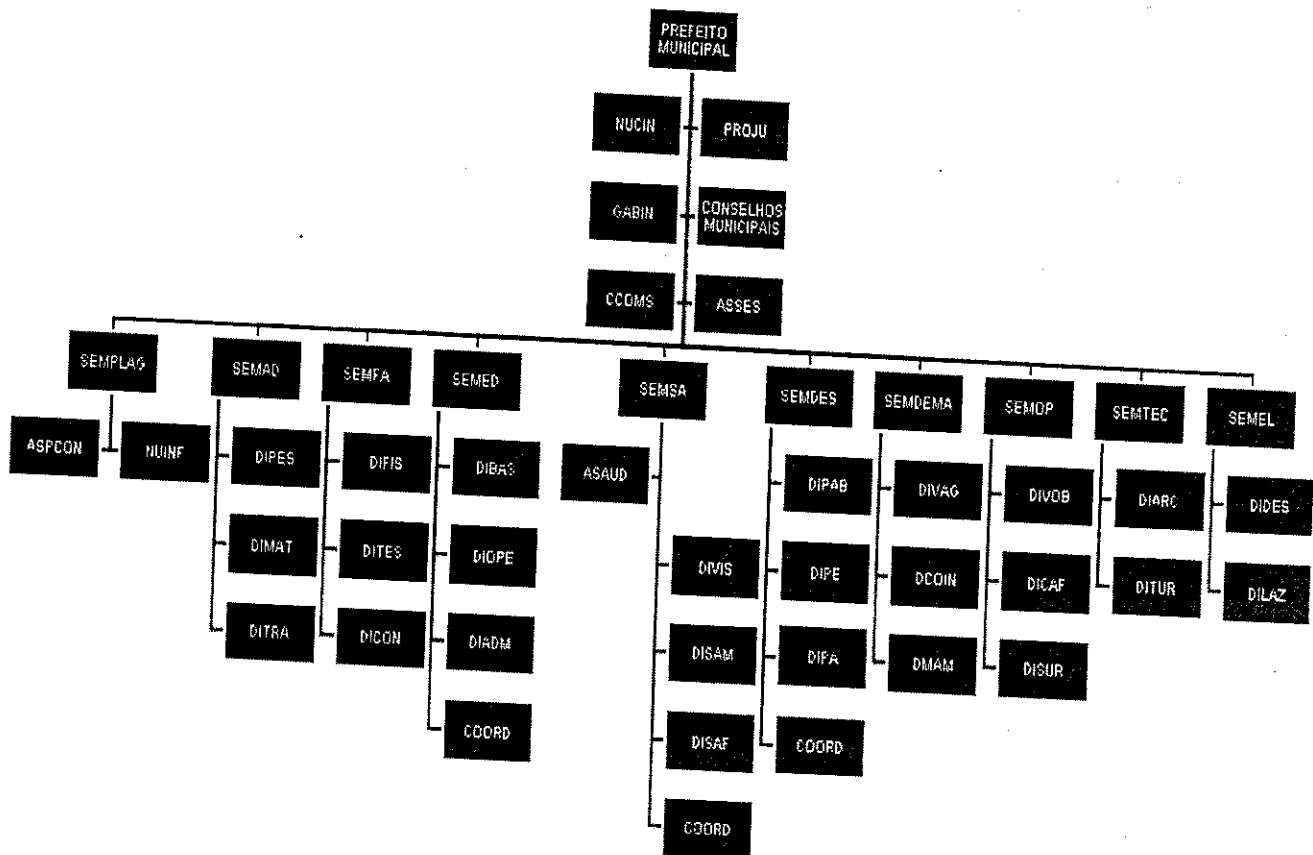 PREFEITO
MUNICIPAL
NUCIN
PROJU
GABIN
CONSELHOS
MUNICIPAIS
CCOMS
ASSES
SEMPLAG
SEMAD
SEMFA
SEMED
SEMSA
SEMDES
SEMDEMA
SEMOP
SEMTEC
SEMEL
ASPCON
NUINF
DIPES
DIFIS
DIBAS
ASAUD
DIPAB
DIVAG
DIVOB
DIARC
DIDES
DIMAT
DITES
DIOPE
DIVIS
DIPE
DCOIN
DICAF
DITUR
DILAZ
DITRA
DICON
DIADM
DISAM
DIFA
DMAM
DISUR
COORD
DISAF
COORD
COORD